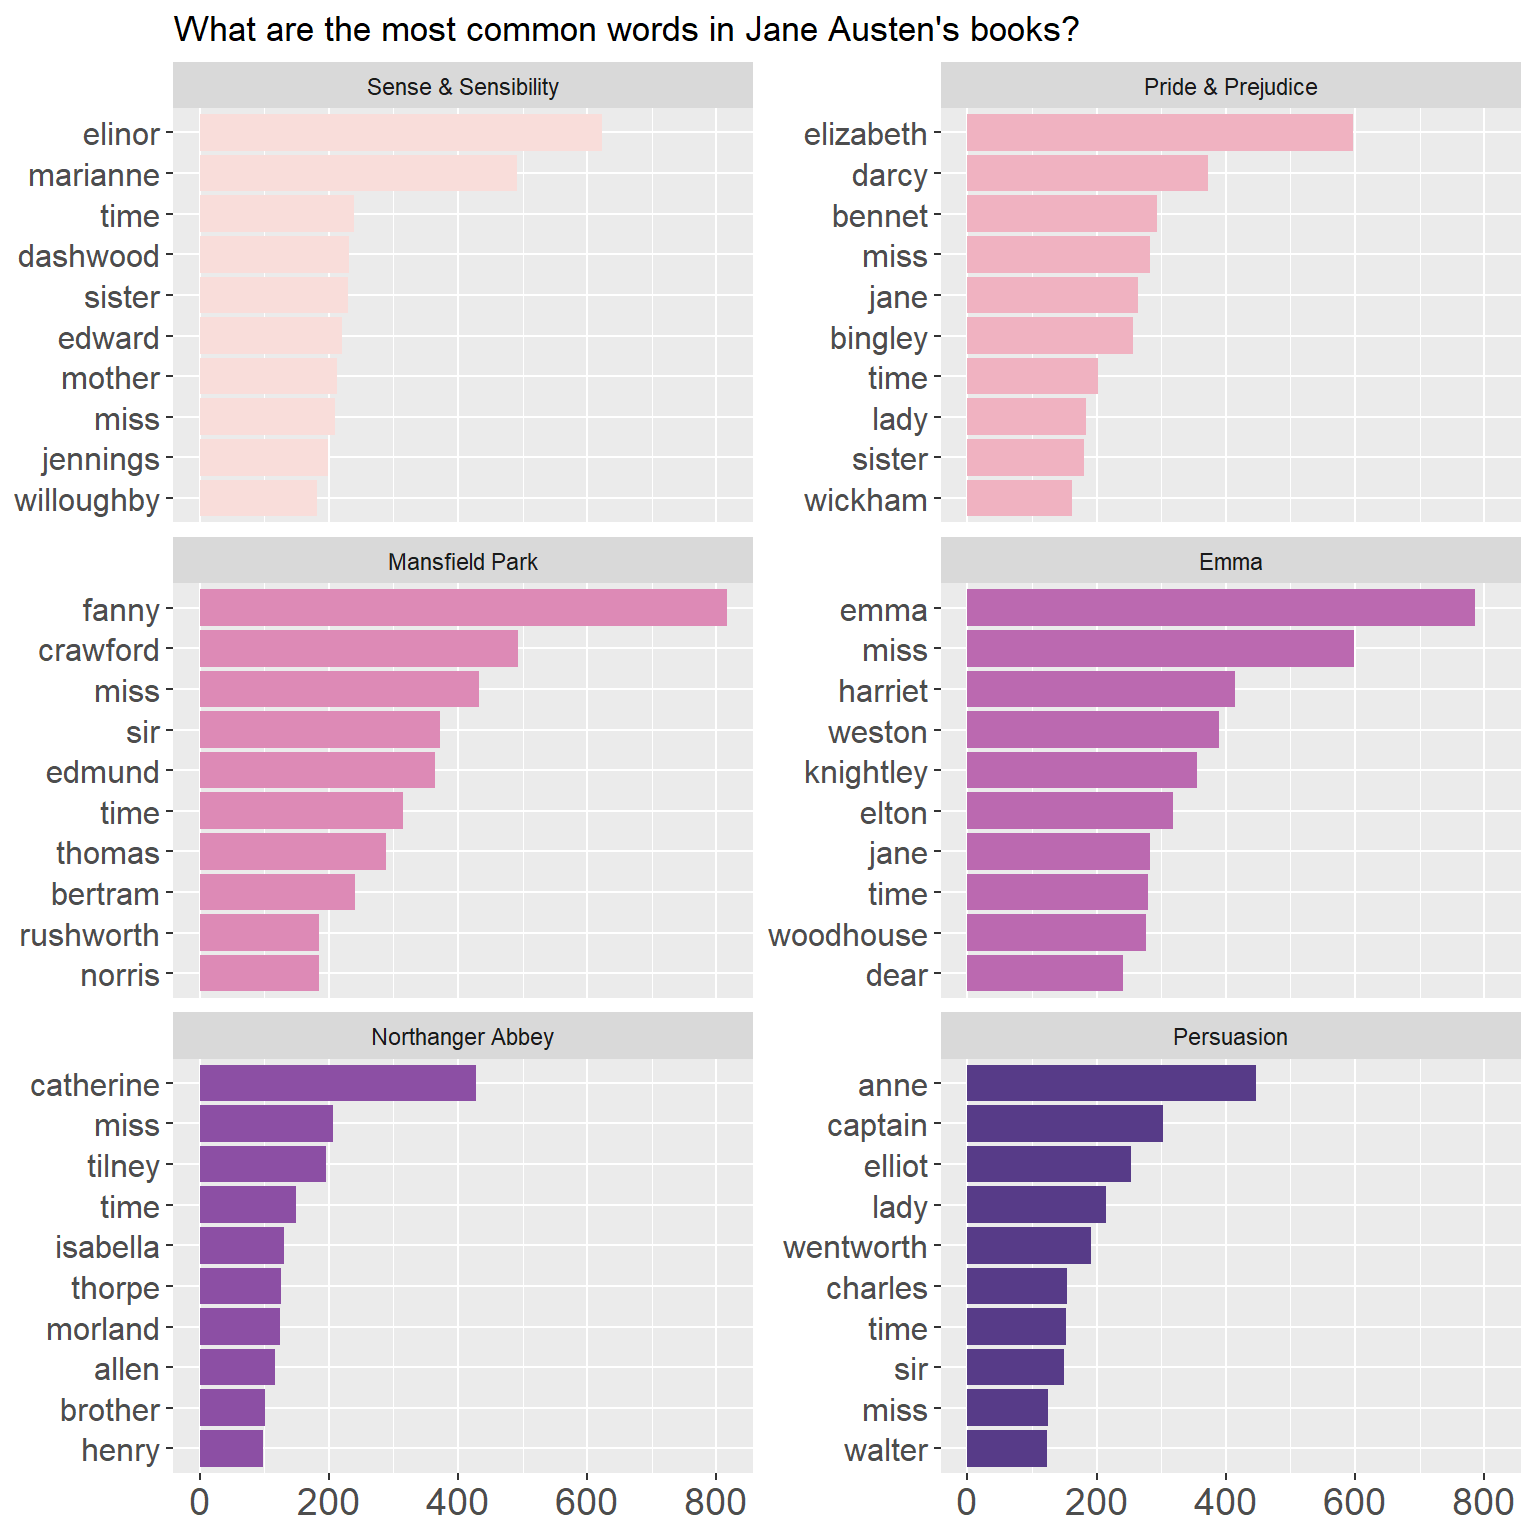 What are the most common words in Jane Austen's books?
Sense & Sensibility
elinor
marianne
time
dashwood
sister
edward
mother
miss
jennings
willoughby
Pride & Prejudice
elizabeth
darcy
bennet
miss
jane
bingley
time
lady
sister
wickham
Mansfield Park
fanny
crawford
miss
sir
edmund
time
thomas
bertram
rushworth
norris
Emma
emma
miss
harriet
weston
knightley
elton
jane
time
woodhouse
dear
Northanger Abbey
catherine
miss
tilney
time
isabella
thorpe
morland
allen
brother
henry
0 200 400 600 800
Persuasion
anne
captain
elliot
lady
wentworth
charles
time
sir
miss
walter
0 200 400 600 800